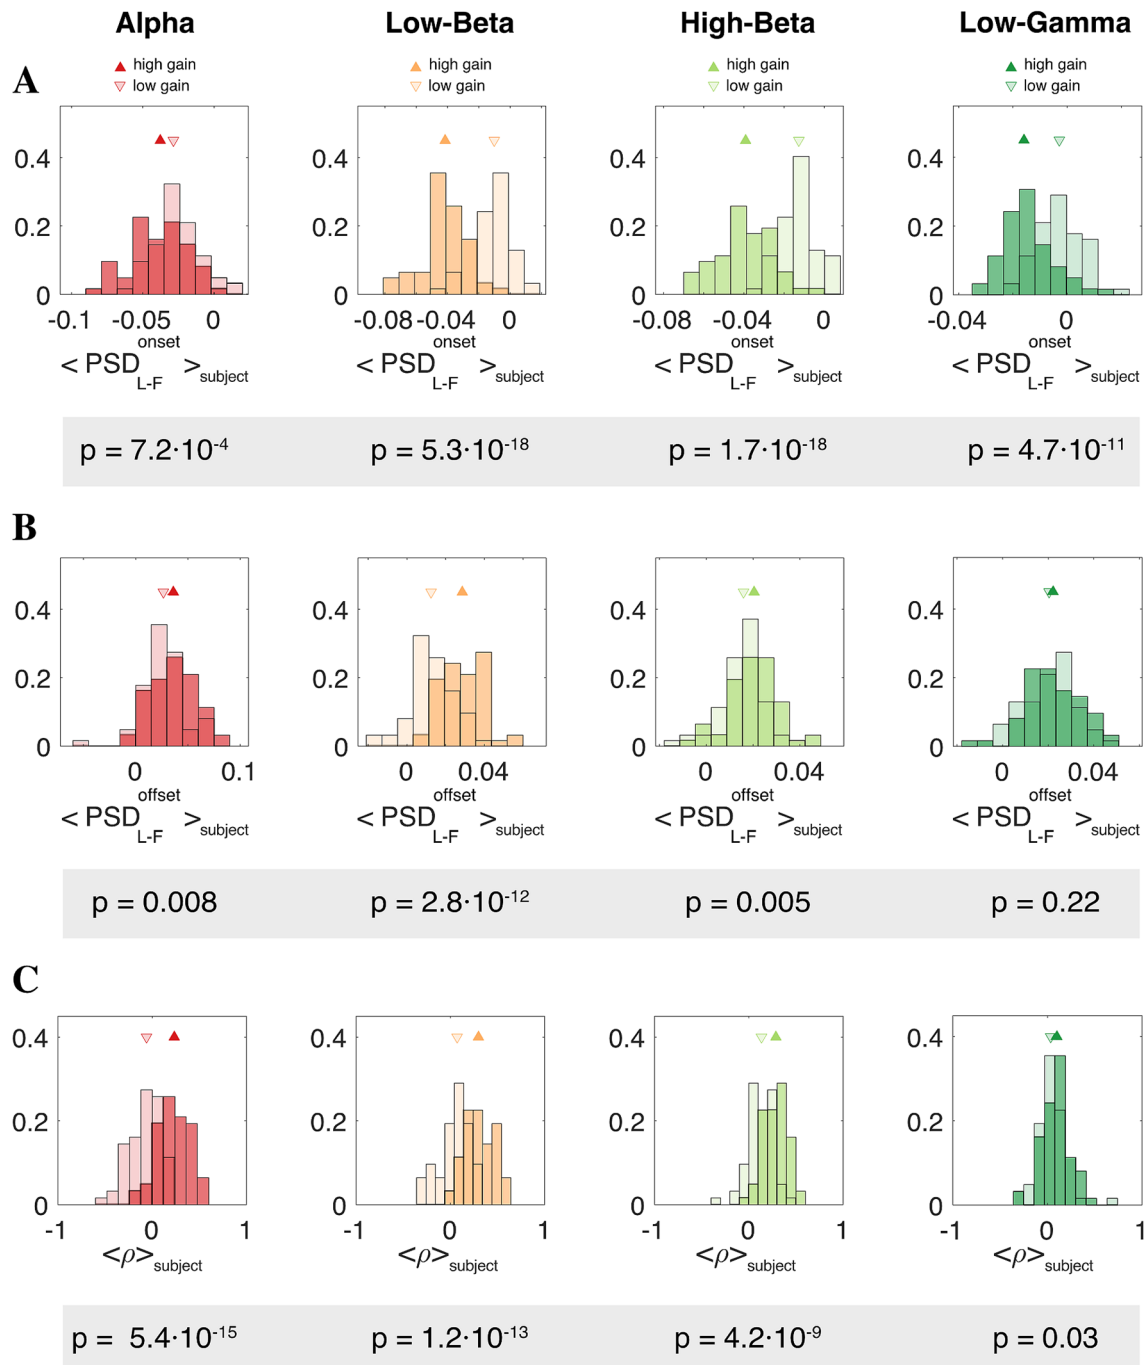 Alpha Low-Beta High-Beta Low-Gamma
high gain high gain high gain high gain
low gain low gain low gain low gain
A
0.4 0.4 0.4 0.4
0.2 0.2 0.2 0.2
0 0 0 0
-0.1 -0.05 0 -0.08 -0.04 0 -0.08 -0.04 0 -0.04 0
onset onset onset onset
< PSD L-F >subject < PSD L-F >subject < PSD L-F >subject < PSD L-F >subject
p = 7.2·10-4 p = 5.3·10-18 p = 1.7·10-18 p = 4.7·10-11
B
0.4 0.4 0.4 0.4
0.2 0.2 0.2 0.2
0 0 0 0
0 0.1 0 0.04 0 0.04 0 0.04
offset offset offset offset
< PSD L-F >subject < PSD L-F >subject < PSD L-F >subject < PSD L-F >subject
p = 0.008 p = 2.8·10-12 p = 0.005 p = 0.22
C
0.4 0.4 0.4 0.4
0.2 0.2 0.2 0.2
0 0 0 0
-1 0 1 -1 0 1 -1 0 1 -1 0 1
<ρ>subject <ρ>subject <ρ>subject <ρ>subject
p = 5.4·10-15 p = 1.2·10-13 p = 4.2·10-9 p = 0.03